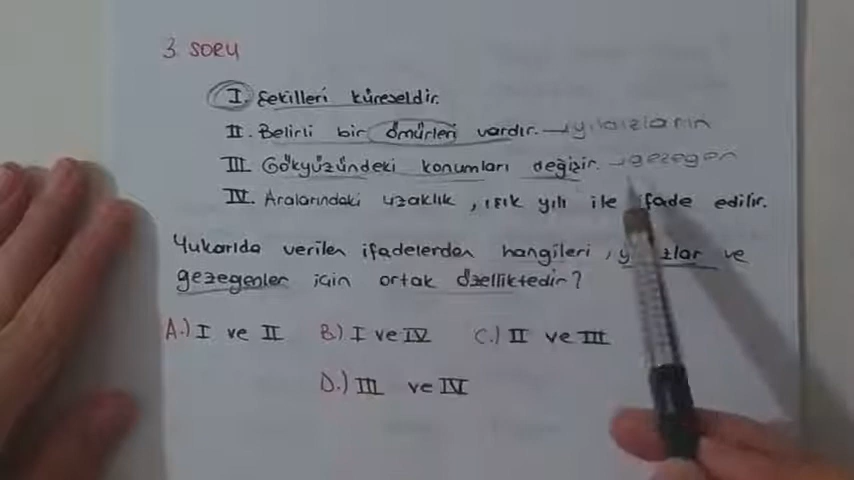 3 SORU
I. Şekilleri küreseldir.
II. Belirli bir ömürleri vardır. → yıldızların
III. Gökyüzündeki konumları değişir. → gezegen
IV. Aralarındaki uzaklık, ışık yılı ile ifade edilir.
Yukarıda verilen ifadelerden hangileri, ve
gezegenler için ortak özelliktedir?
A.) I ve II B.) I ve IV C.) II ve III
D.) III ve IV